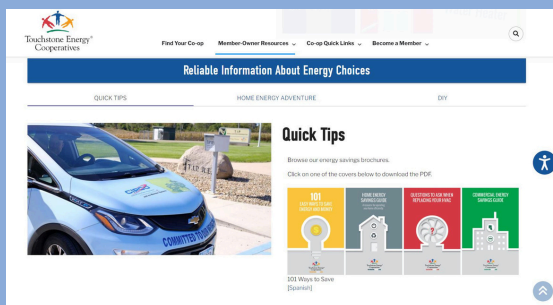 Touchstone Energy®
Cooperatives
Find Your Co-op
Member-Owner Resources
Co-op Quick Links
Become a Member
Reliable Information About Energy Choices
QUICK TIPS
HOME ENERGY ADVENTURE
DIY
Quick Tips
Browse our energy savings brochures.
Click on one of the covers below to download the PDF.
101
EASY WAYS TO SAVE
ENERGY AND MONEY
HOME ENERGY
SAVINGS GUIDE
QUESTIONS TO ASK WHEN
REPLACING YOUR HVAC
COMMERCIAL ENERGY
SAVINGS GUIDE
COMMITTED TO
101 Ways to Save
[Spanish]